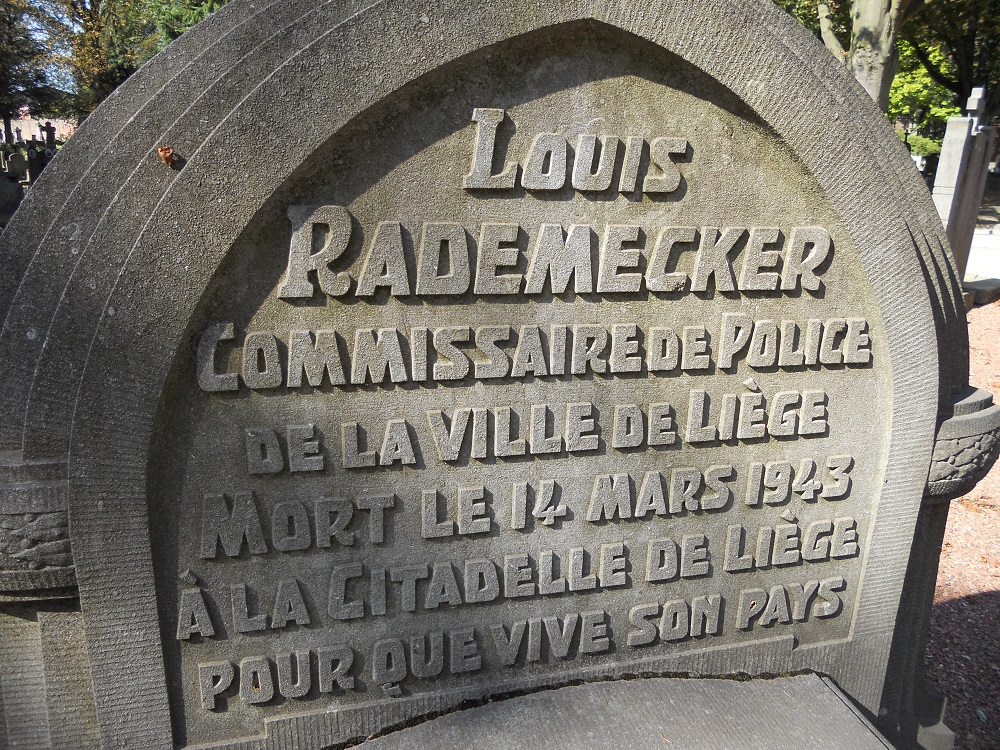 Louis
Rademecker
Commissaire de Police
de la Ville de Liège
Mort le 14 Mars 1943
à la Citadelle de Liège
pour que vive son pays